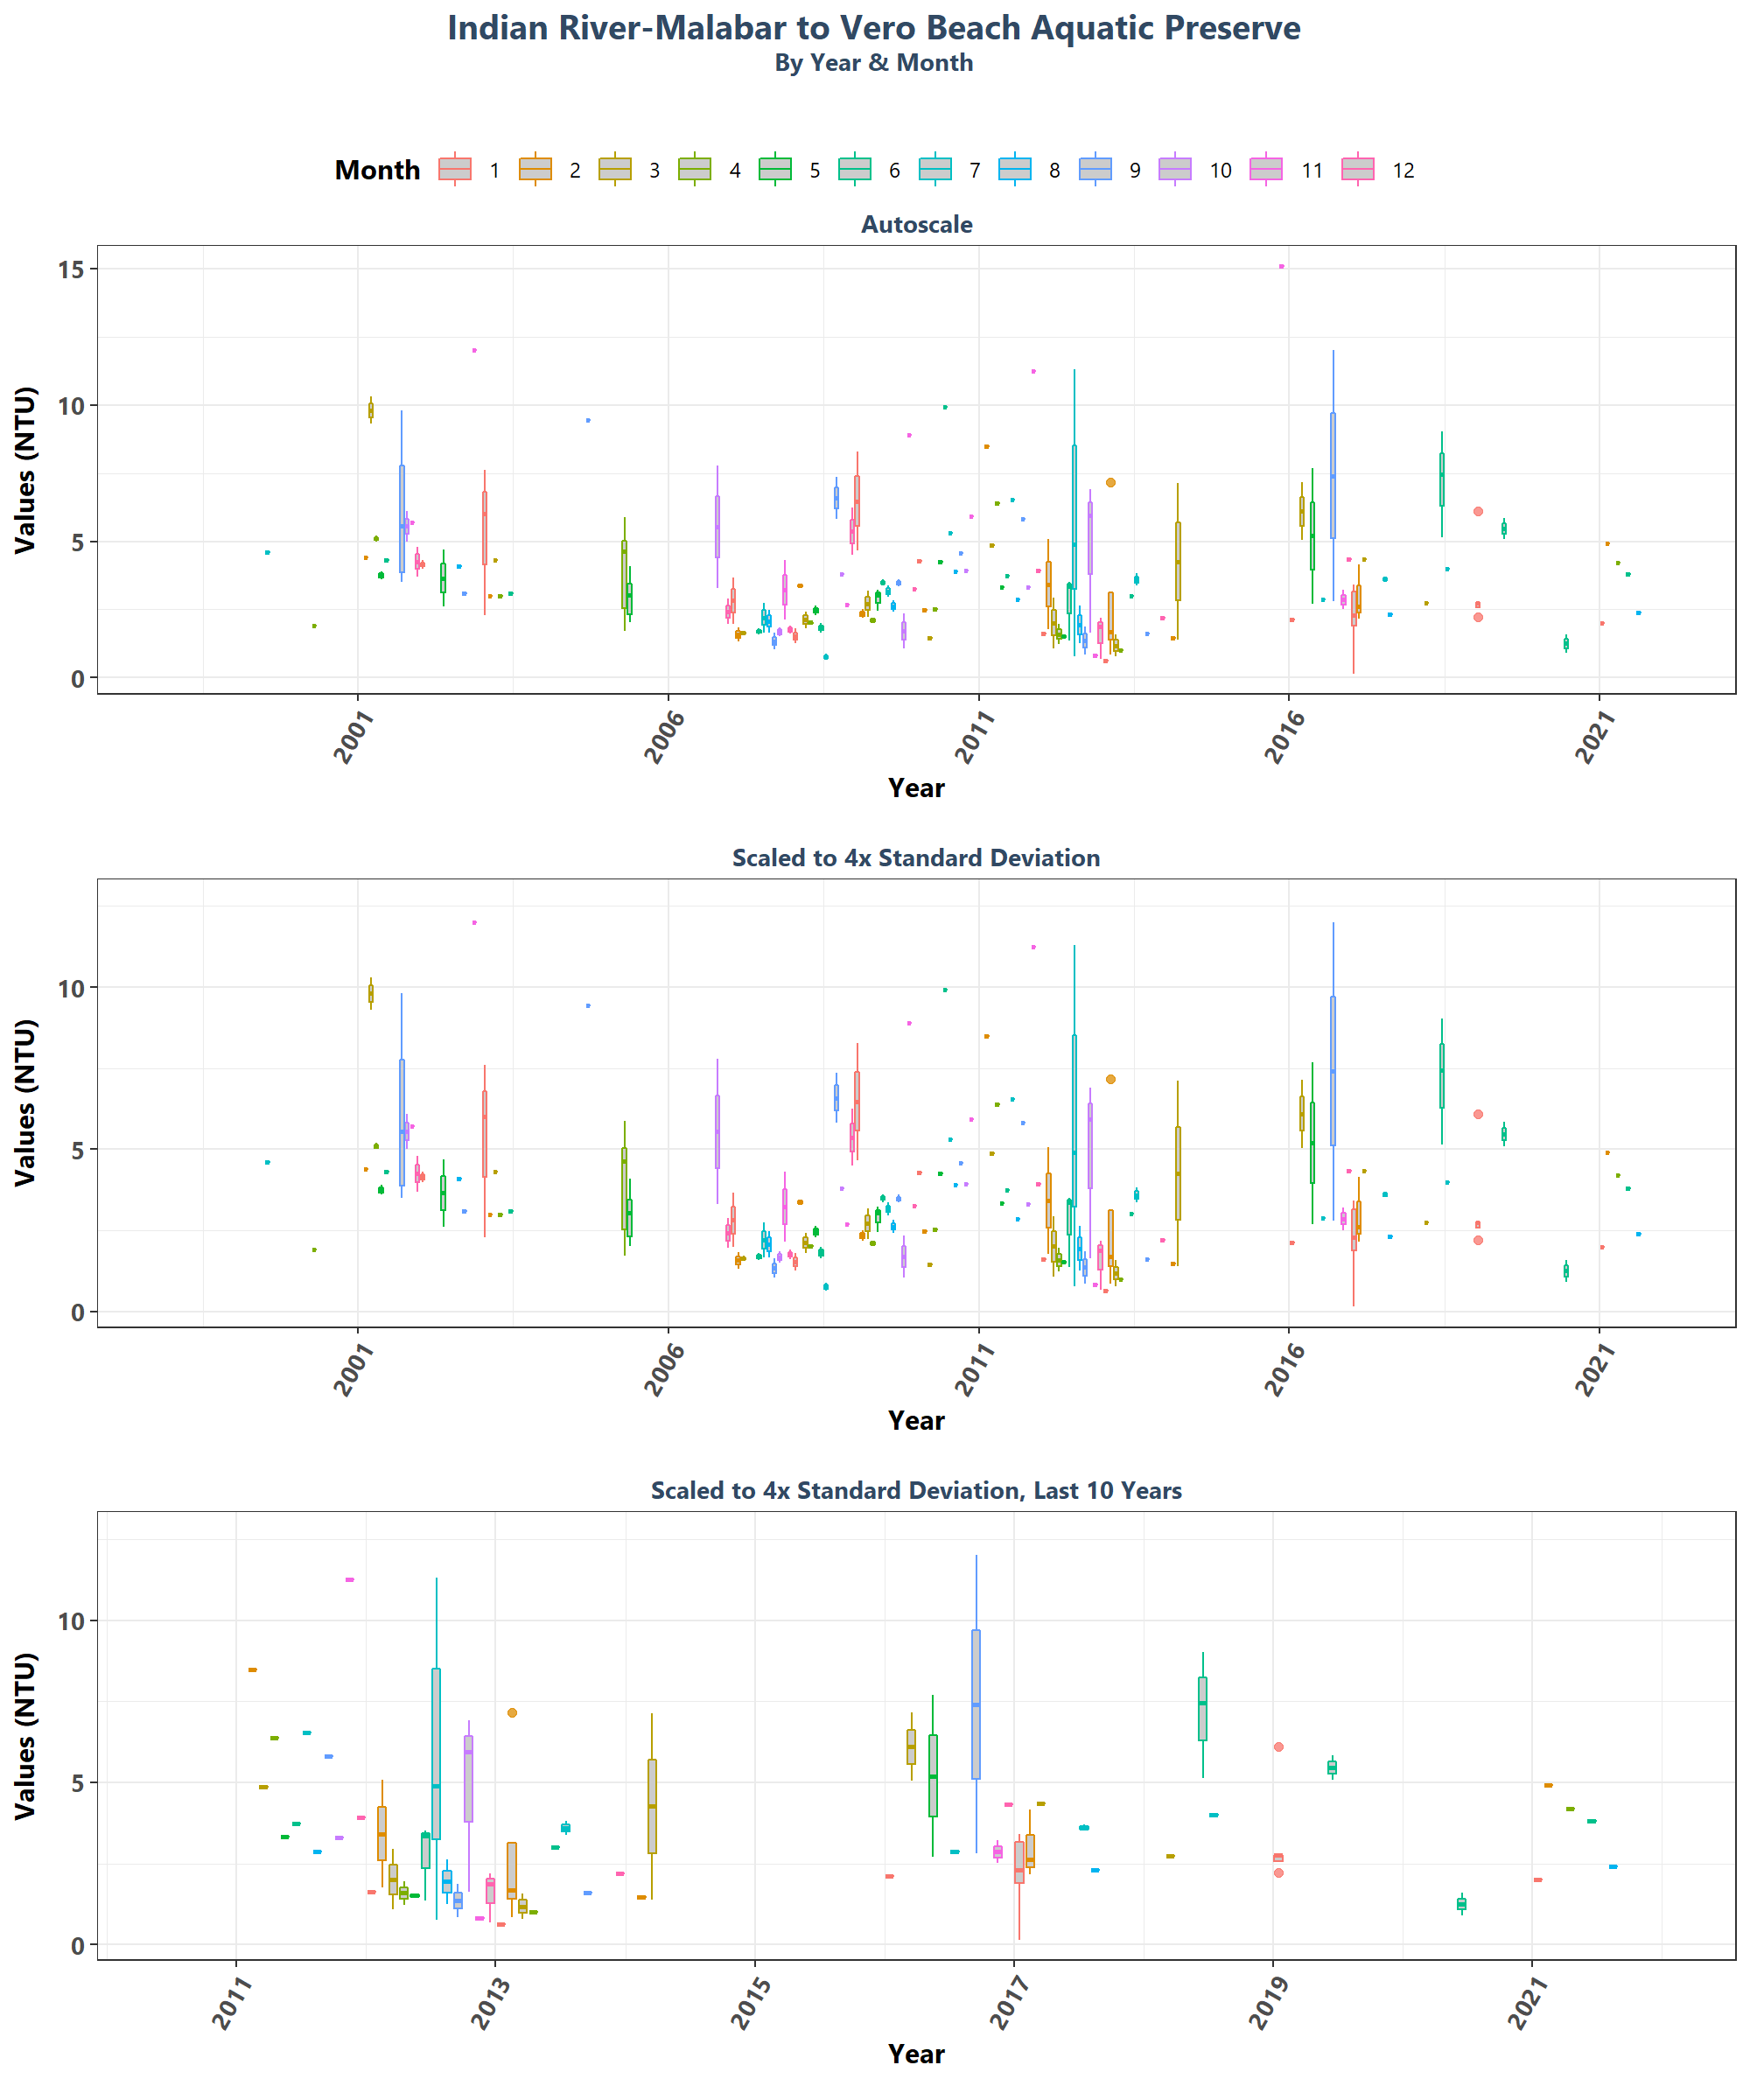 Indian River-Malabar to Vero Beach Aquatic Preserve
By Year & Month
Month 1 2 3 4 5 6 7 8 9 10 11 12
Autoscale
Values (NTU)
15
10
5
0
2001 2006 2011 2016 2021
Year
Scaled to 4x Standard Deviation
Values (NTU)
10
5
0
2001 2006 2011 2016 2021
Year
Scaled to 4x Standard Deviation, Last 10 Years
Values (NTU)
10
5
0
2011 2013 2015 2017 2019 2021
Year